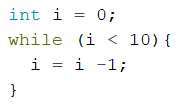 int i = 0;
while (i < 10){
  i = i -1;
}